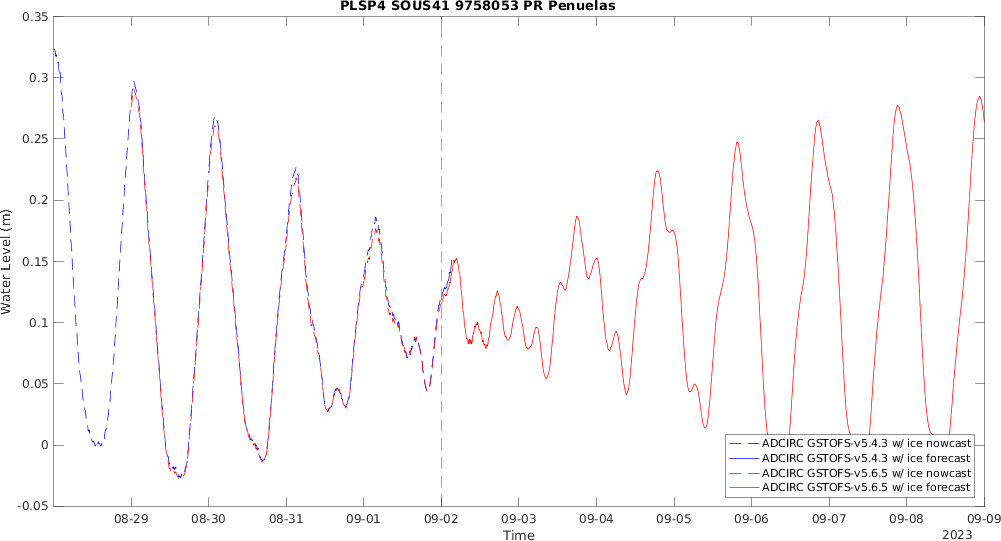 PLSP4 SOUS41 9758053 PR Penuelas
Water Level (m)
0.35
0.3
0.25
0.2
0.15
0.1
0.05
0
-0.05
ADCIRC GSTOFS-v5.4.3 w/ ice nowcast
ADCIRC GSTOFS-v5.4.3 w/ ice forecast
ADCIRC GSTOFS-v5.6.5 w/ ice nowcast
ADCIRC GSTOFS-v5.6.5 w/ ice forecast
08-29 08-30 08-31 09-01 09-02 09-03 09-04 09-05 09-06 09-07 09-08 09-09
Time
2023